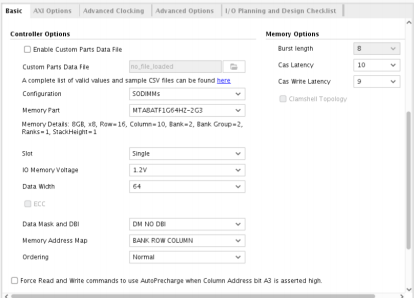 Basic
AXI Options
Advanced Clocking
Advanced Options
I/O Planning and Design Checklist
Controller Options
Enable Custom Parts Data File
Custom Parts Data File
no_file_loaded
A complete list of valid values and sample CSV files can be found here
Configuration
SODIMMs
Memory Part
MTA8ATF1G64HZ-2G3
Memory Details: 8GB, x8, Row=16, Column=10, Bank=2, Bank Group=2,
Ranks=1, StackHeight=1
Slot
Single
IO Memory Voltage
1.2V
Data Width
64
ECC
Data Mask and DBI
DM NO DBI
Memory Address Map
BANK ROW COLUMN
Ordering
Normal
Force Read and Write commands to use AutoPrecharge when Column Address bit A3 is asserted high.
Memory Options
Burst length
8
Cas Latency
10
Cas Write Latency
9
Clamshell Topology